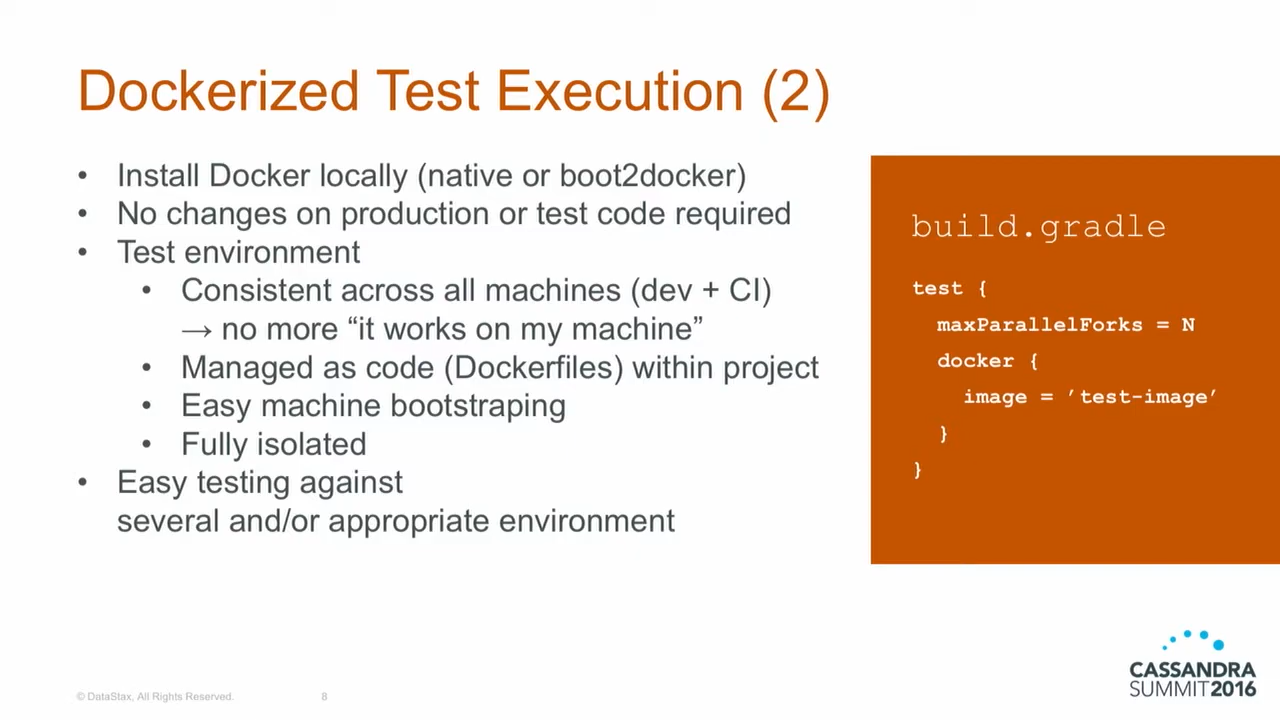 Dockerized Test Execution (2)
• Install Docker locally (native or boot2docker)
• No changes on production or test code required
• Test environment
• Consistent across all machines (dev + CI)
→ no more “it works on my machine”
• Managed as code (Dockerfiles) within project
• Easy machine bootstraping
• Fully isolated
• Easy testing against
several and/or appropriate environment
build.gradle
test {
maxParallelForks = N
docker {
image = ’test-image’
}
}
© DataStax, All Rights Reserved.
8
CASSANDRA
SUMMIT2016